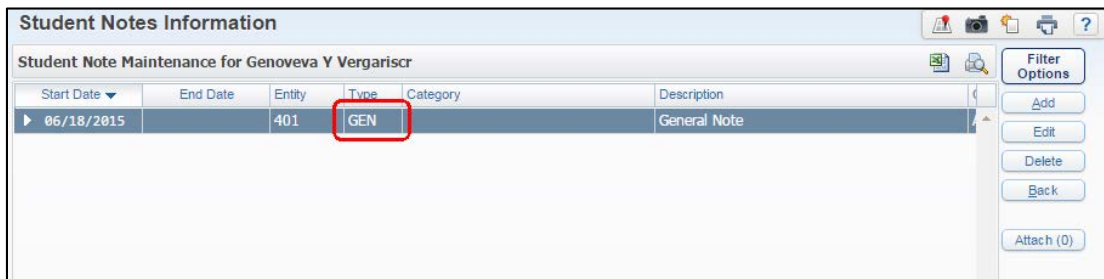 Student Notes Information
?
Student Note Maintenance for Genoveva Y Vergariscr
Filter
Options
Start Date End Date Entity Type Category Description
06/18/2015 401 GEN General Note
Add
Edit
Delete
Back
Attach (0)